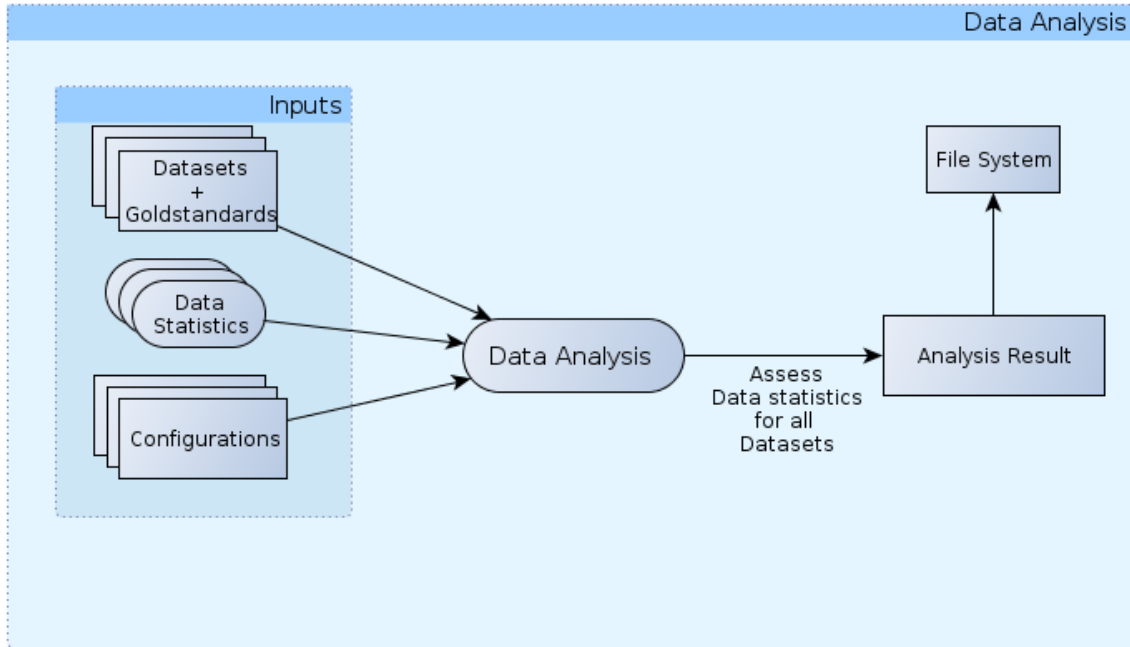 Data Analysis
Inputs
Datasets
+
Goldstandards
Data
Statistics
Configurations
Data Analysis
Assess
Data statistics
for all
Datasets
File System
Analysis Result